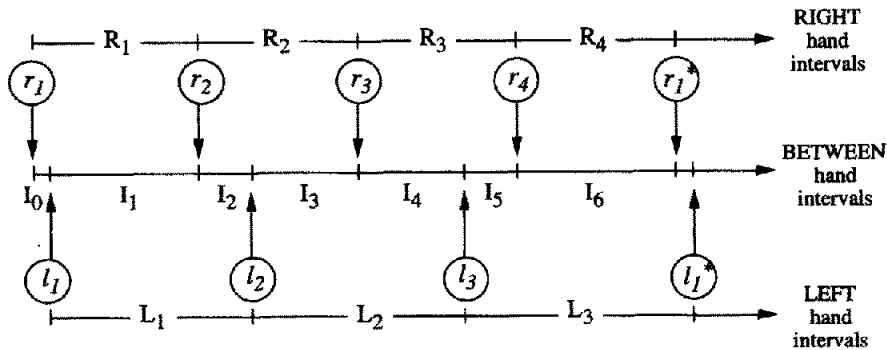 R₁ R₂ R₃ R₄ RIGHT
hand
intervals
r₁ r₂ r₃ r₄ r₁*
BETWEEN
hand
intervals
I₀ I₁ I₂ I₃ I₄ I₅ I₆
l₁ l₂ l₃ l₁*
L₁ L₂ L₃ LEFT
hand
intervals